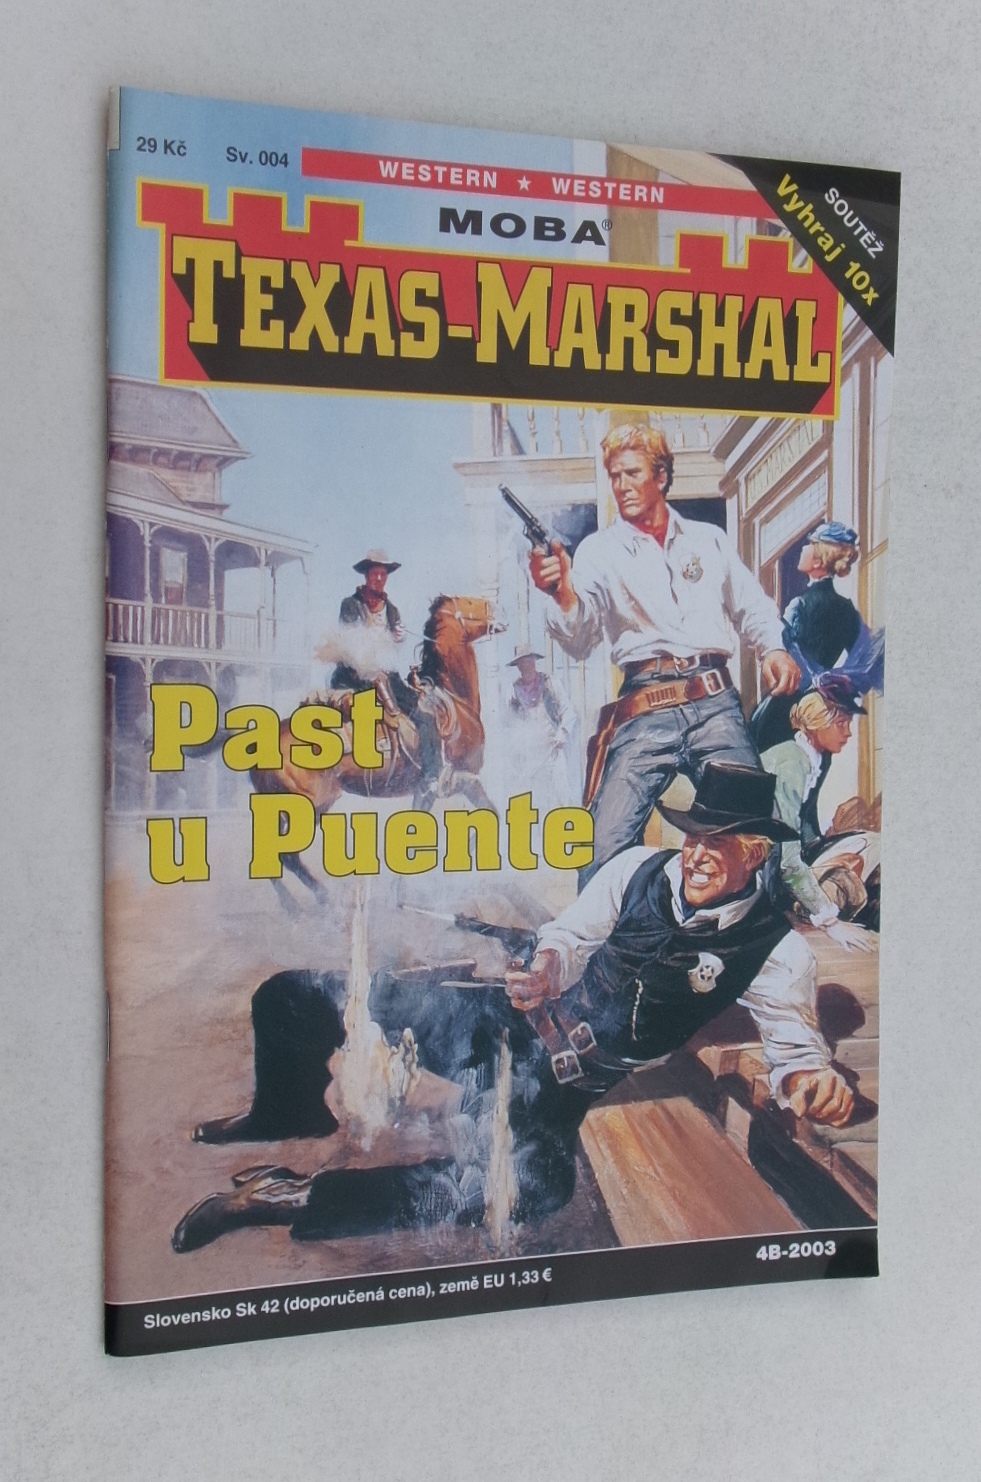 29 Kč Sv. 004
WESTERN ★ WESTERN
SOUTĚŽ
Vyhraj 10x
MOBA®
TEXAS-MARSHAL
Past
u Puente
4B-2003
Slovensko Sk 42 (doporučená cena), země EU 1,33 €